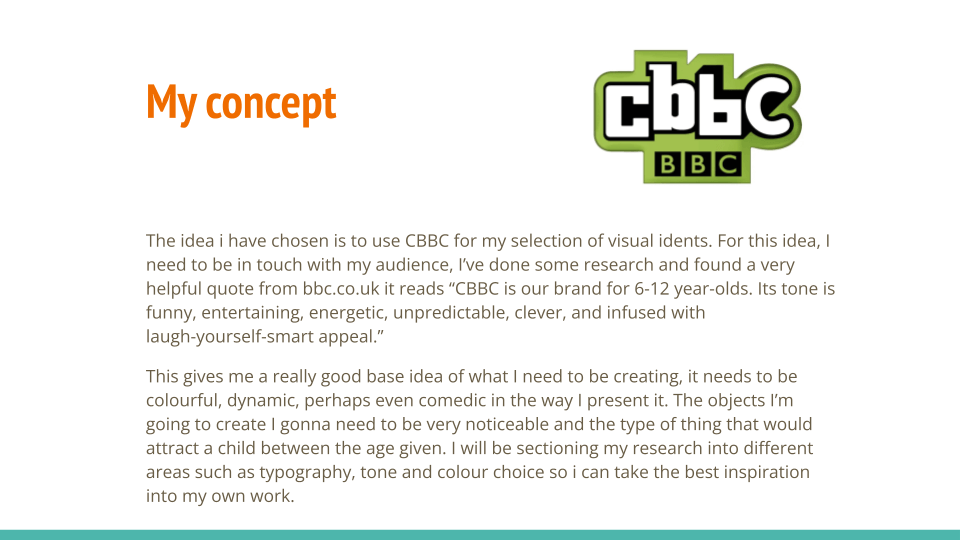 My concept
cbbc
BBC
The idea i have chosen is to use CBBC for my selection of visual idents. For this idea, I
need to be in touch with my audience, I’ve done some research and found a very
helpful quote from bbc.co.uk it reads “CBBC is our brand for 6-12 year-olds. Its tone is
funny, entertaining, energetic, unpredictable, clever, and infused with
laugh-yourself-smart appeal.”
This gives me a really good base idea of what I need to be creating, it needs to be
colourful, dynamic, perhaps even comedic in the way I present it. The objects I’m
going to create I gonna need to be very noticeable and the type of thing that would
attract a child between the age given. I will be sectioning my research into different
areas such as typography, tone and colour choice so i can take the best inspiration
into my own work.